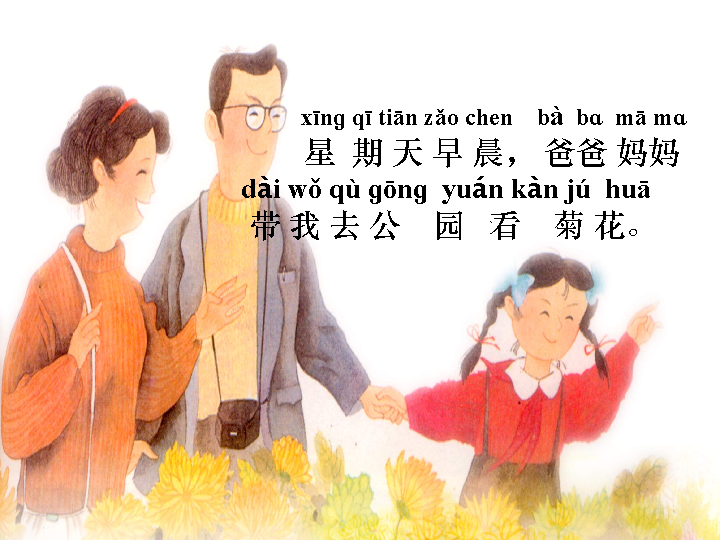 xīng qī tiān zǎo chen bà ba mā mɑ
星 期 天 早 晨， 爸爸 妈妈
dài wǒ qù gōng yuán kàn jú huā
带 我 去 公 园 看 菊 花。